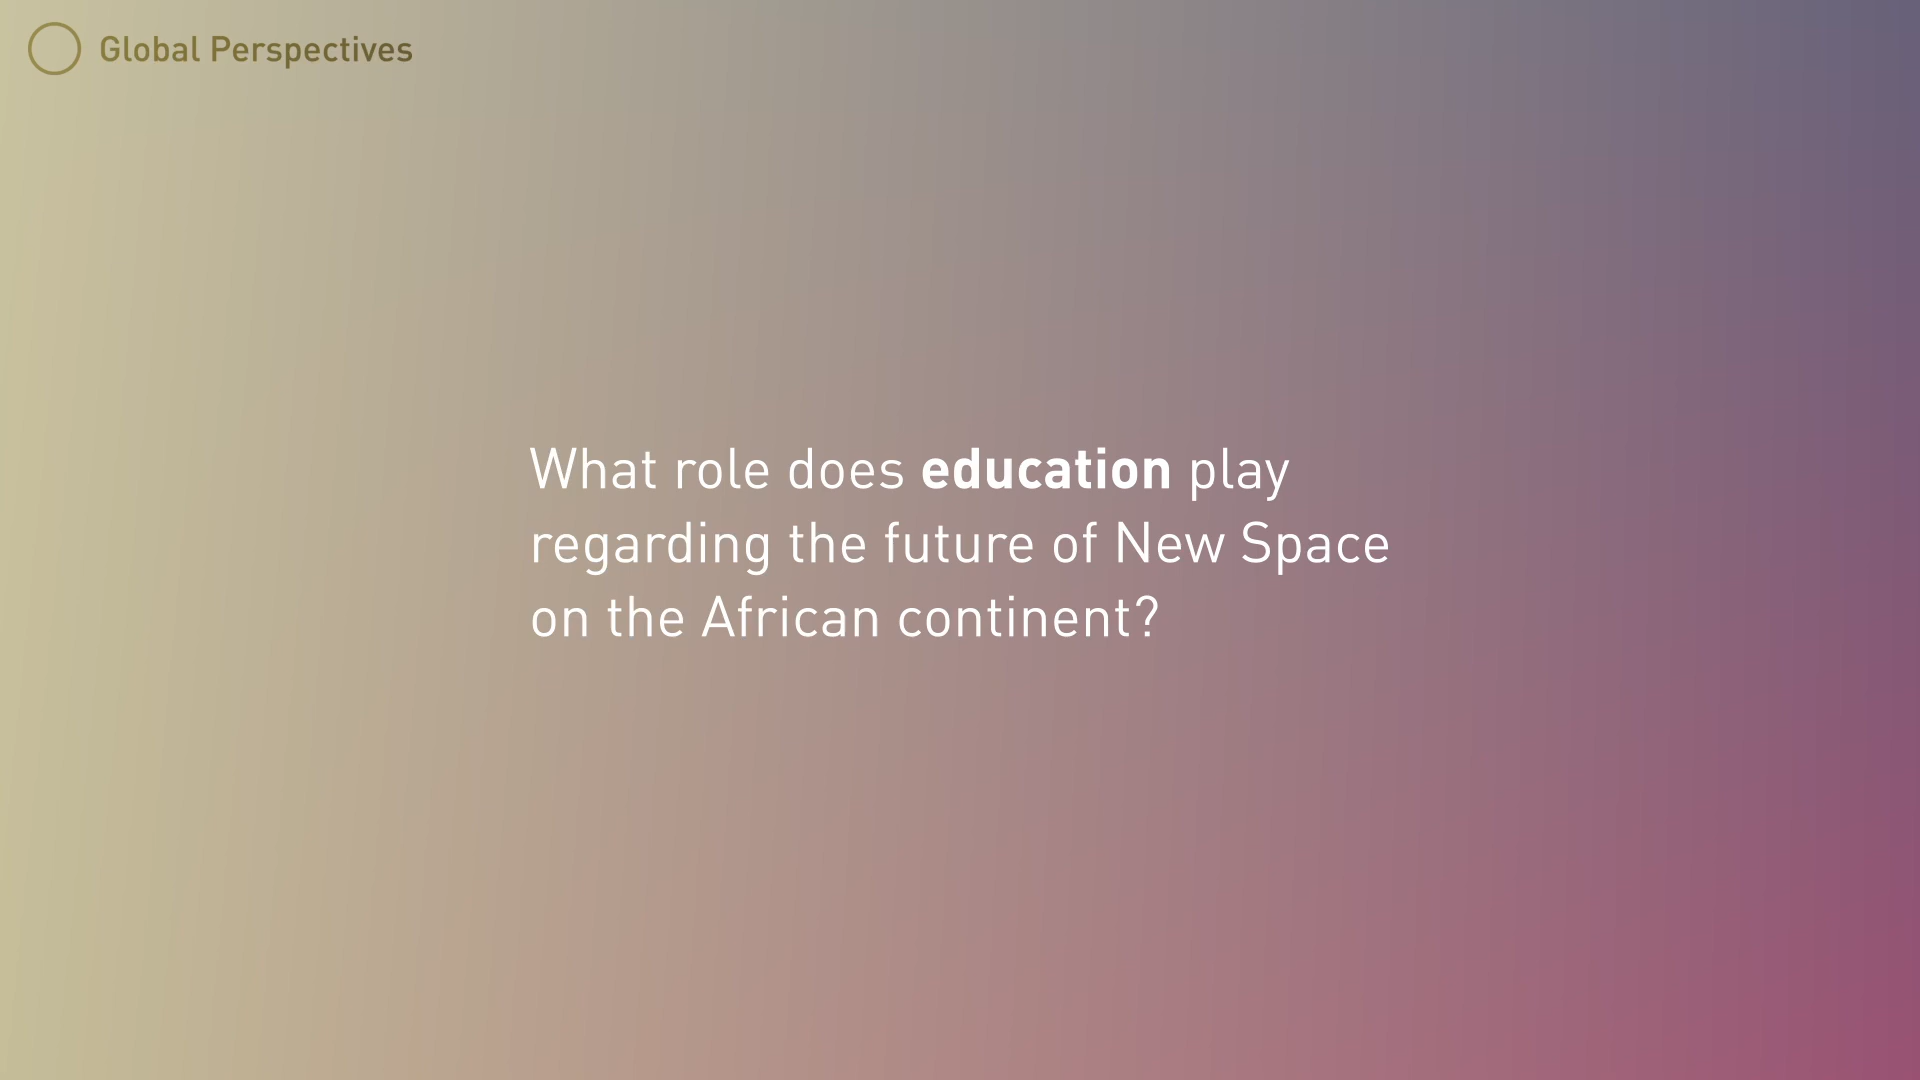 Global Perspectives
What role does education play
regarding the future of New Space
on the African continent?